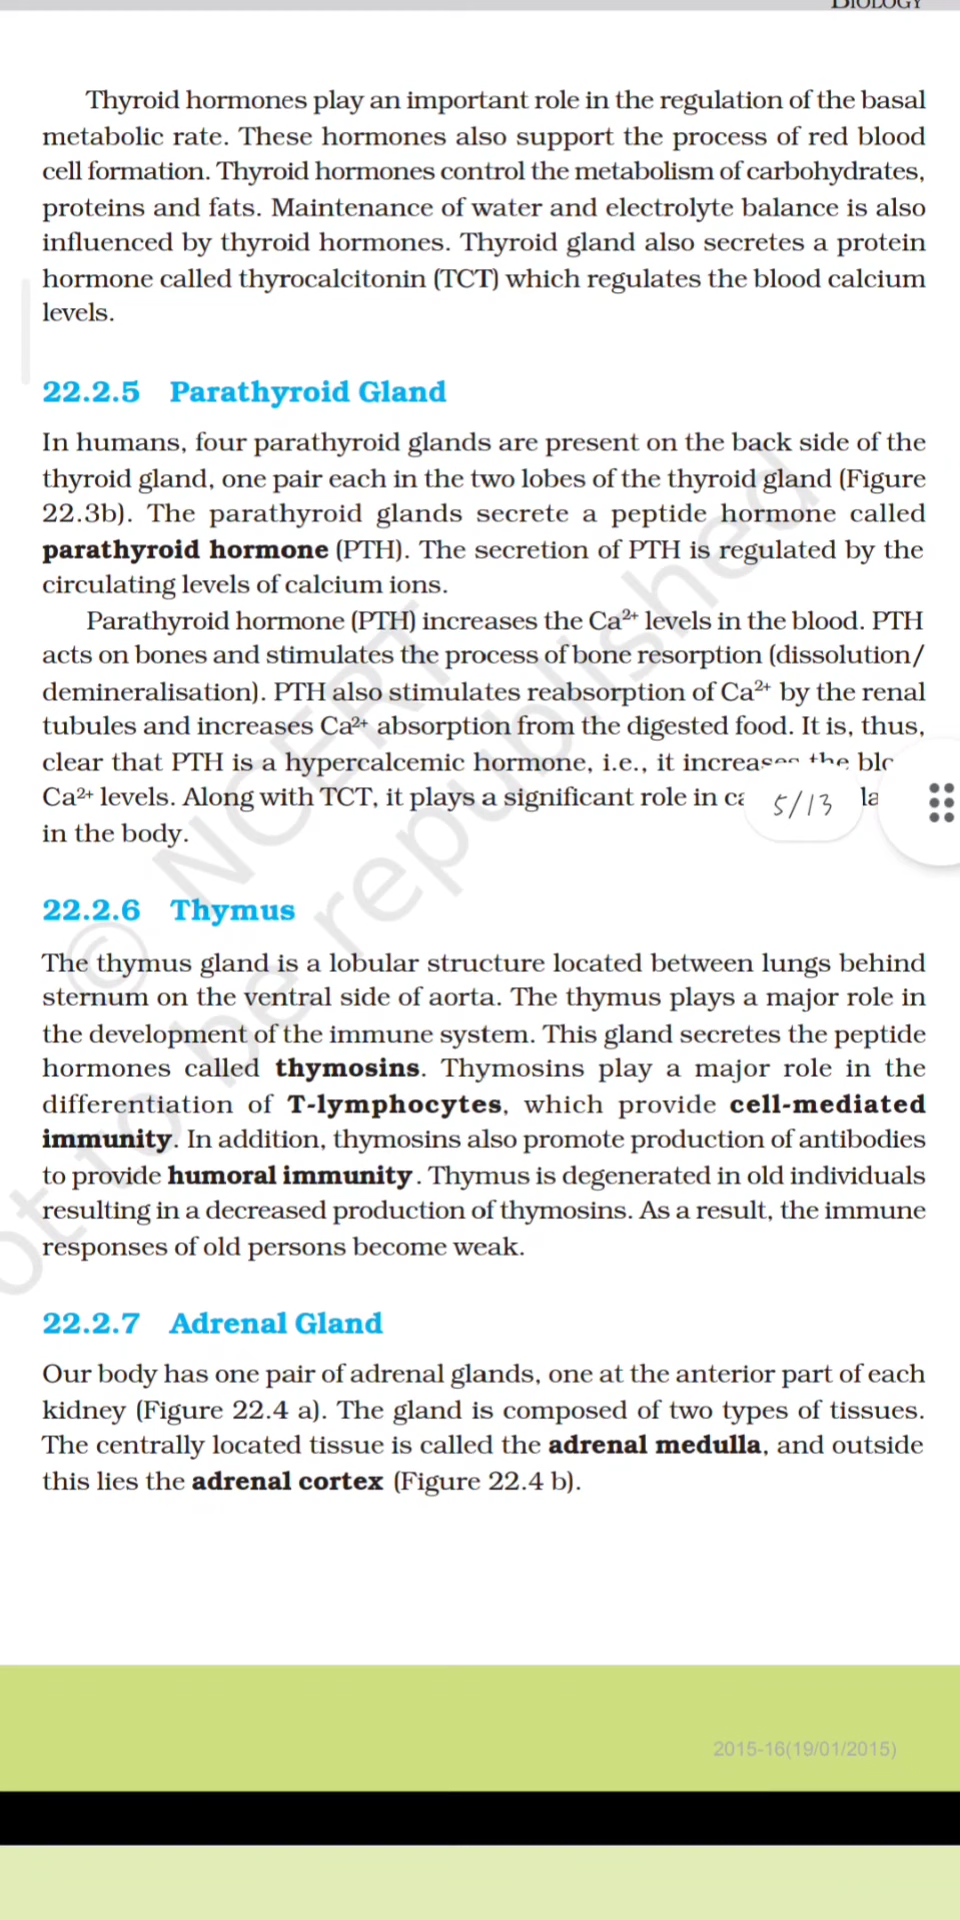 BIOLOGY
Thyroid hormones play an important role in the regulation of the basal
metabolic rate. These hormones also support the process of red blood
cell formation. Thyroid hormones control the metabolism of carbohydrates,
proteins and fats. Maintenance of water and electrolyte balance is also
influenced by thyroid hormones. Thyroid gland also secretes a protein
hormone called thyrocalcitonin (TCT) which regulates the blood calcium
levels.
22.2.5 Parathyroid Gland
In humans, four parathyroid glands are present on the back side of the
thyroid gland, one pair each in the two lobes of the thyroid gland (Figure
22.3b). The parathyroid glands secrete a peptide hormone called
parathyroid hormone (PTH). The secretion of PTH is regulated by the
circulating levels of calcium ions.
Parathyroid hormone (PTH) increases the Ca²⁺ levels in the blood. PTH
acts on bones and stimulates the process of bone resorption (dissolution/
demineralisation). PTH also stimulates reabsorption of Ca²⁺ by the renal
tubules and increases Ca²⁺ absorption from the digested food. It is, thus,
clear that PTH is a hypercalcemic hormone, i.e., it increases the
Ca²⁺ levels. Along with TCT, it plays a significant role in
5/13
in the body.
22.2.6 Thymus
The thymus gland is a lobular structure located between lungs behind
sternum on the ventral side of aorta. The thymus plays a major role in
the development of the immune system. This gland secretes the peptide
hormones called thymosins. Thymosins play a major role in the
differentiation of T-lymphocytes, which provide cell-mediated
immunity. In addition, thymosins also promote production of antibodies
to provide humoral immunity. Thymus is degenerated in old individuals
resulting in a decreased production of thymosins. As a result, the immune
responses of old persons become weak.
22.2.7 Adrenal Gland
Our body has one pair of adrenal glands, one at the anterior part of each
kidney (Figure 22.4 a). The gland is composed of two types of tissues.
The centrally located tissue is called the adrenal medulla, and outside
this lies the adrenal cortex (Figure 22.4 b).
© NCERT
not to be republished
2015-16(19/01/2015)